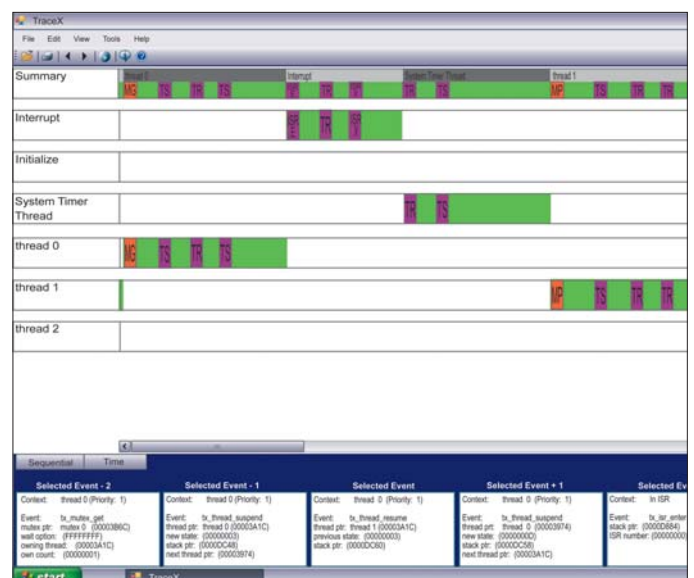 TraceX
File Edit View Tools Help
Summary
thread 0 Interrupt System Timer Thread thread 1
MG TS TR TS TR TR TS MP TS TR TR
Interrupt
TR
Initialize
System Timer
Thread
TR TS
thread 0
MG TS TR TS
thread 1
MP TS TR TR
thread 2
Sequential Time
Selected Event - 2
Context: thread 0 (Priority: 1)
Event: tx_mutex_get
mutex ptr: mutex 0 (00003B6C)
wait option: (FFFFFFFF)
owning thread: (00003A1C)
own count: (00000001)
Selected Event - 1
Context: thread 0 (Priority: 1)
Event: tx_thread_suspend
thread ptr: thread 0 (00003A1C)
new state: (00000003)
stack ptr: (0000DC48)
next thread ptr: (00003974)
Selected Event
Context: thread 0 (Priority: 1)
Event: tx_thread_resume
thread ptr: thread 1 (00003A1C)
previous state: (00000003)
stack ptr: (0000DC60)
Selected Event + 1
Context: thread 0 (Priority: 1)
Event: tx_thread_suspend
thread prt: thread 0 (00003974)
new state: (0000000D)
stack ptr: (0000DC58)
next thread ptr: (00003A1C)
Selected Ev
Context: In ISR
Event: tx_isr_enter
stack ptr: (0000D884)
ISR number: (00000000)
start TraceX